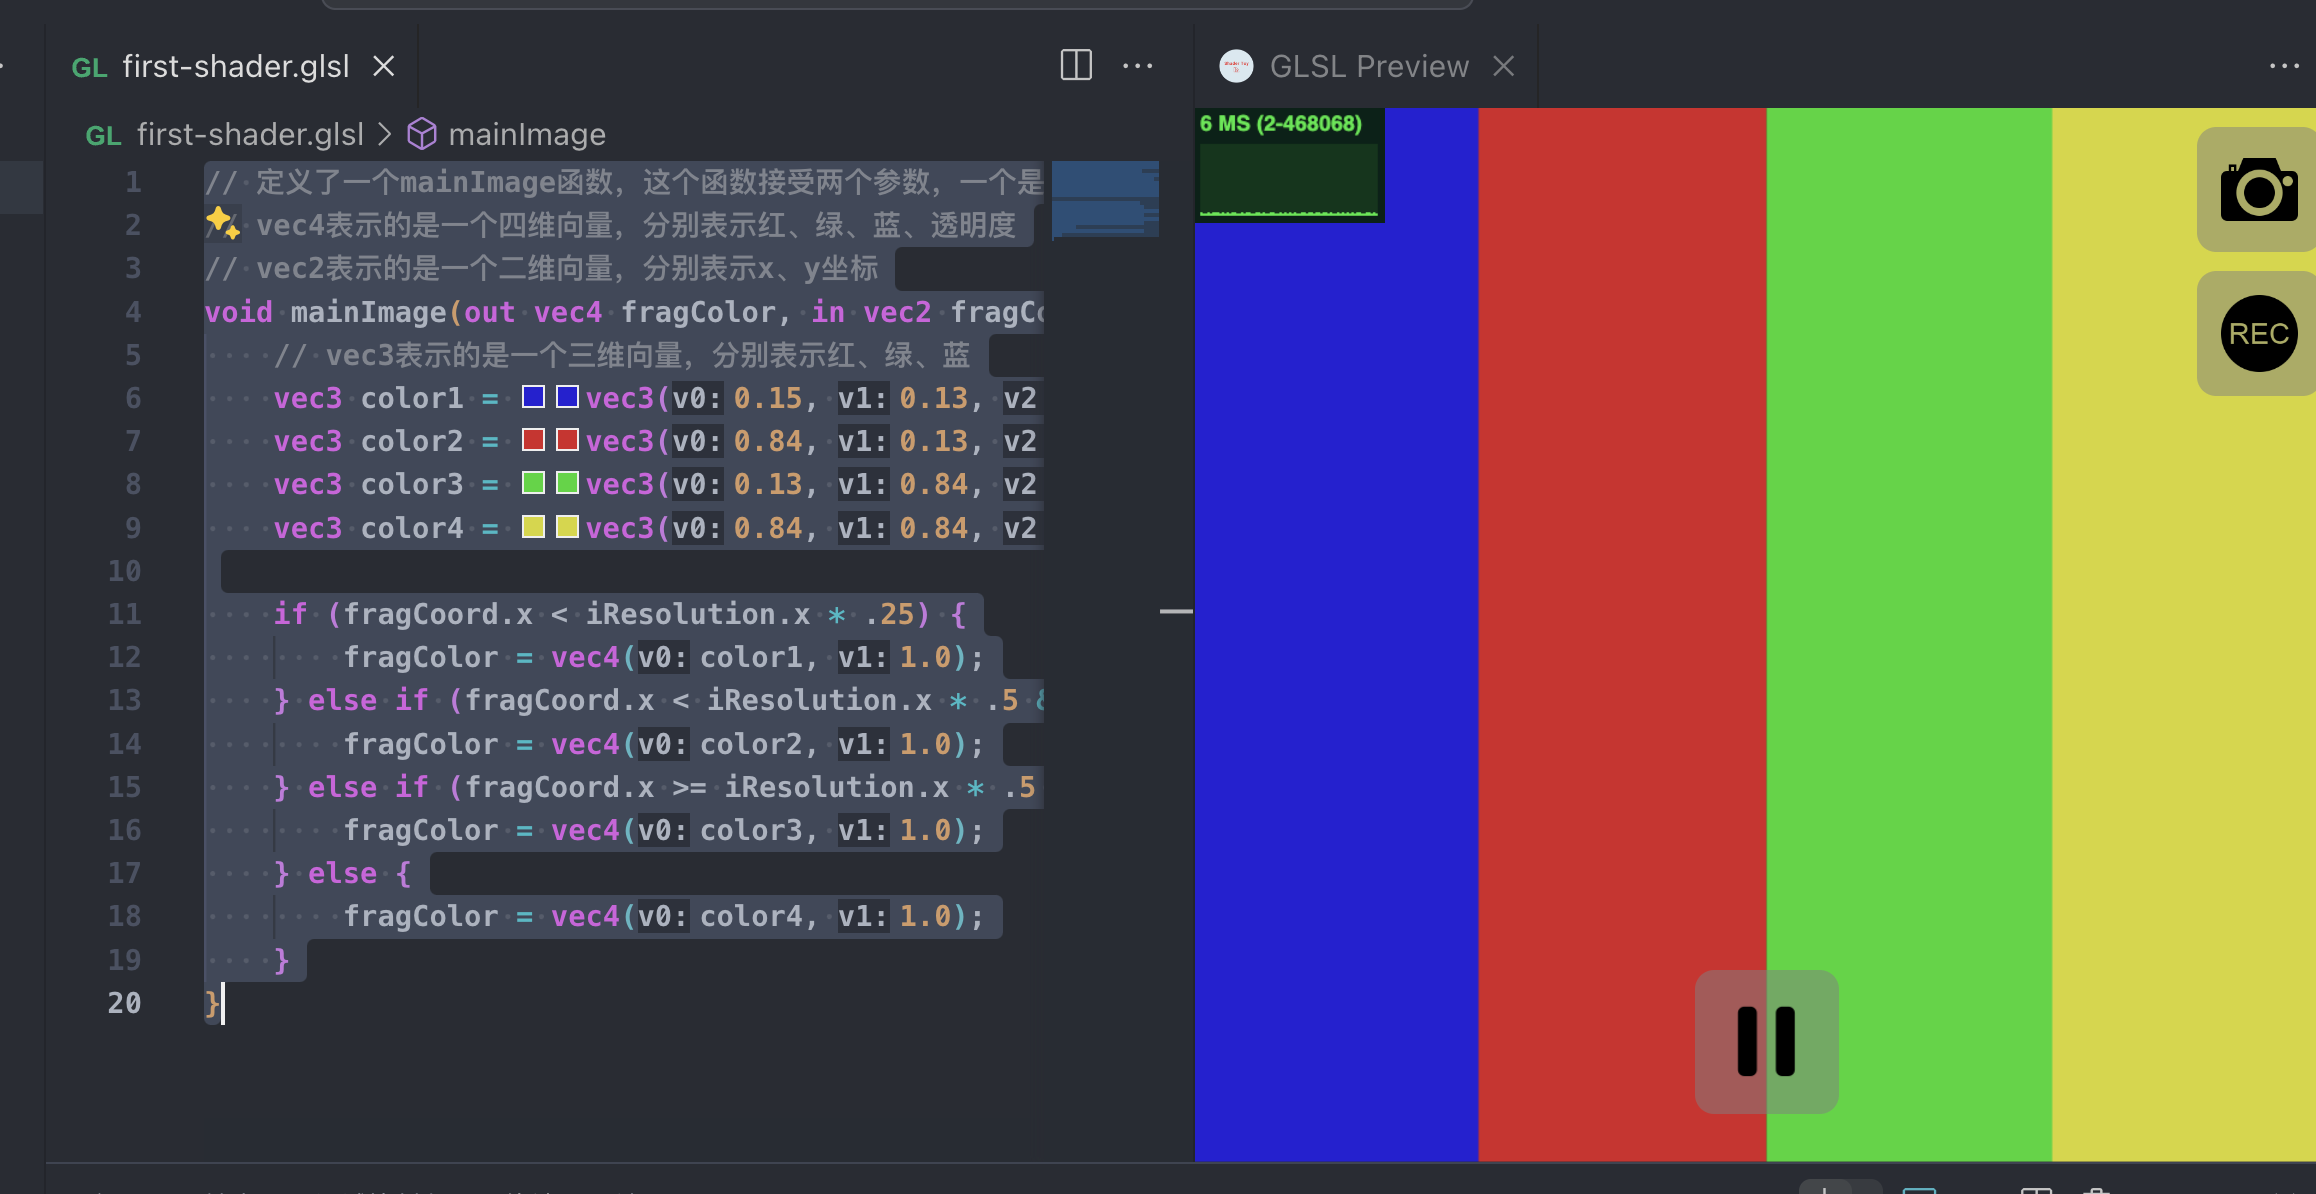 GL first-shader.glsl
GLSL Preview
GL first-shader.glsl > mainImage
6 MS (2-468068)
REC
1 // 定义了一个mainImage函数，这个函数接受两个参数，一个是
2 // vec4表示的是一个四维向量，分别表示红、绿、蓝、透明度
3 // vec2表示的是一个二维向量，分别表示x、y坐标
4 void mainImage(out vec4 fragColor, in vec2 fragCo
5 // vec3表示的是一个三维向量，分别表示红、绿、蓝
6 vec3 color1 = vec3(v0: 0.15, v1: 0.13, v2
7 vec3 color2 = vec3(v0: 0.84, v1: 0.13, v2
8 vec3 color3 = vec3(v0: 0.13, v1: 0.84, v2
9 vec3 color4 = vec3(v0: 0.84, v1: 0.84, v2
10
11 if (fragCoord.x < iResolution.x * .25) {
12 fragColor = vec4(v0: color1, v1: 1.0);
13 } else if (fragCoord.x < iResolution.x * .5 &
14 fragColor = vec4(v0: color2, v1: 1.0);
15 } else if (fragCoord.x >= iResolution.x * .5
16 fragColor = vec4(v0: color3, v1: 1.0);
17 } else {
18 fragColor = vec4(v0: color4, v1: 1.0);
19 }
20 }